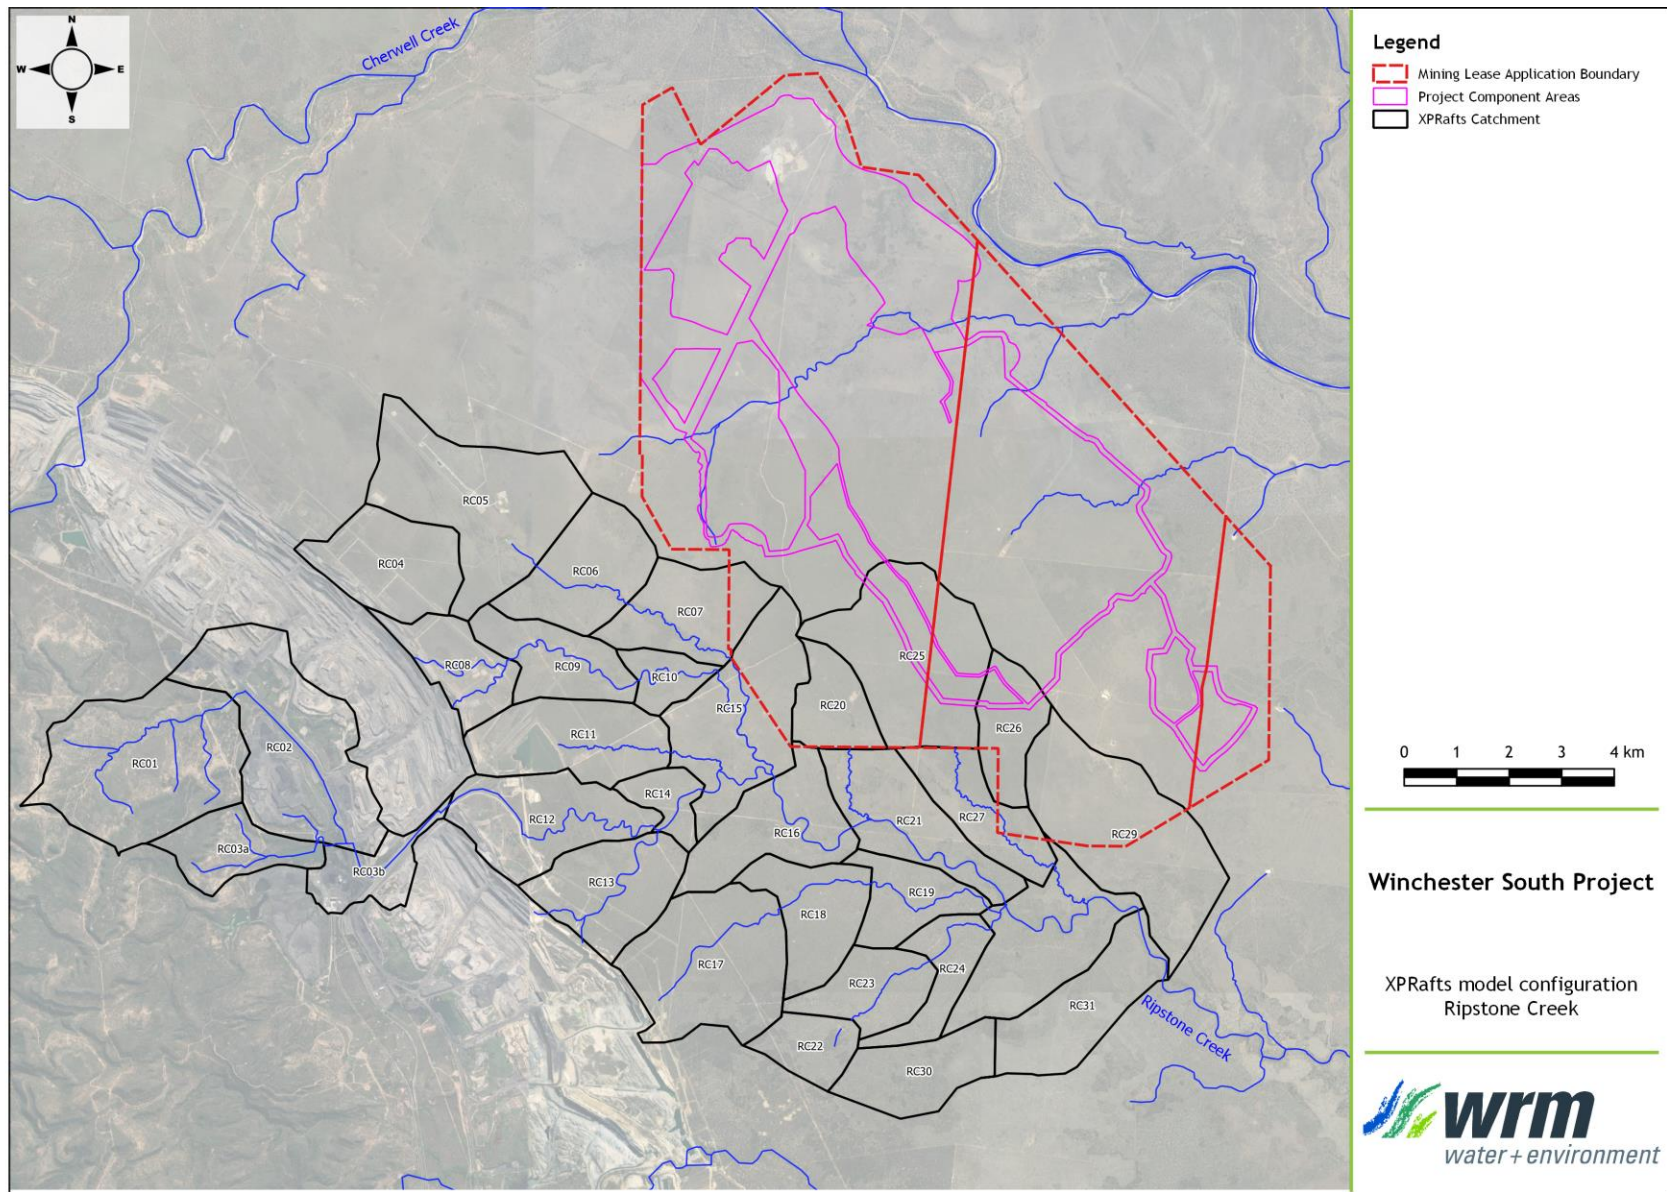 N
W
E
S
Cherwell Creek
RC05
RC04
RC06
RC07
RC08
RC09
RC10
RC15
RC25
RC20
RC26
RC11
RC02
RC01
RC14
RC12
RC16
RC21
RC27
RC29
RC03a
RC03b
RC13
RC19
RC18
RC17
RC24
RC23
RC31
RC22
RC30
Ripstone Creek
Legend
Mining Lease Application Boundary
Project Component Areas
XPRafts Catchment
0 1 2 3 4 km
Winchester South Project
XPRafts model configuration
Ripstone Creek
wrm
water + environment